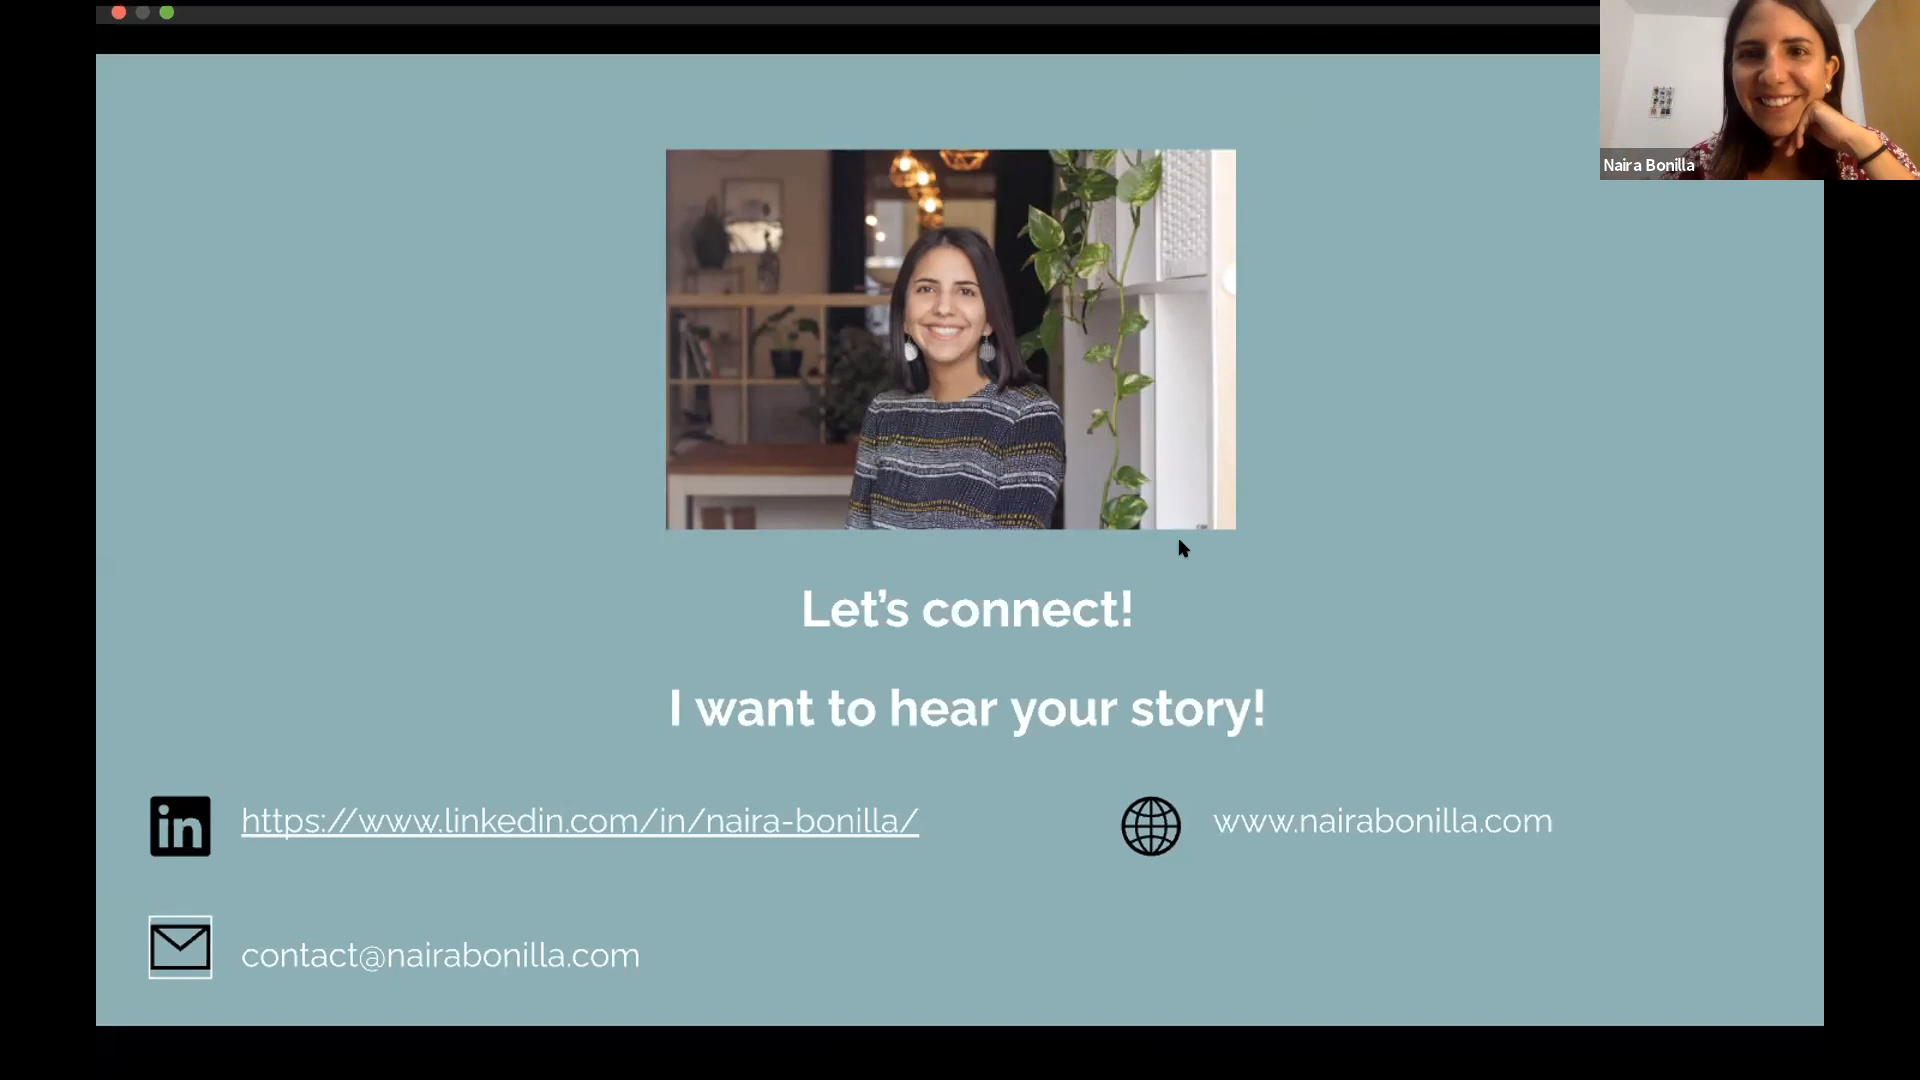 Naira Bonilla
Let's connect!
I want to hear your story!
in https://www.linkedin.com/in/naira-bonilla/
www.nairabonilla.com
contact@nairabonilla.com